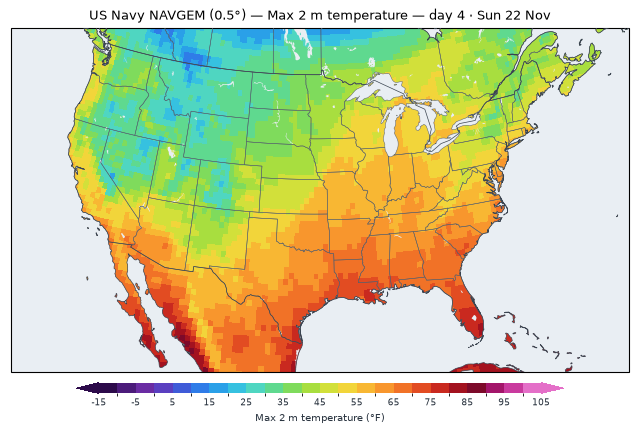 US Navy NAVGEM (0.5°) — Max 2 m temperature — day 4 · Sun 22 Nov
-15 -5 5 15 25 35 45 55 65 75 85 95 105
Max 2 m temperature (°F)